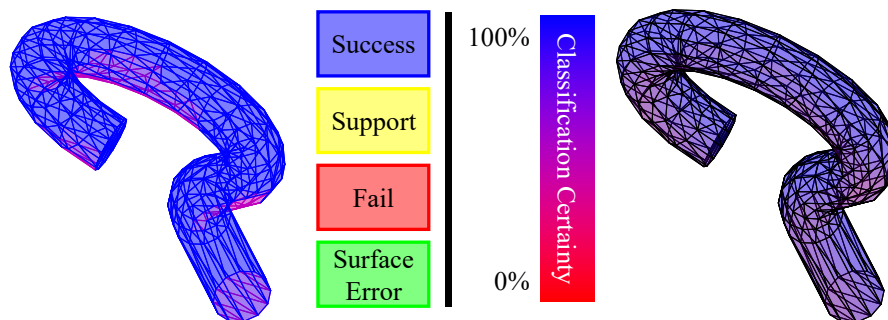 Success
Support
Fail
Surface
Error
100%
0%
Classification Certainty